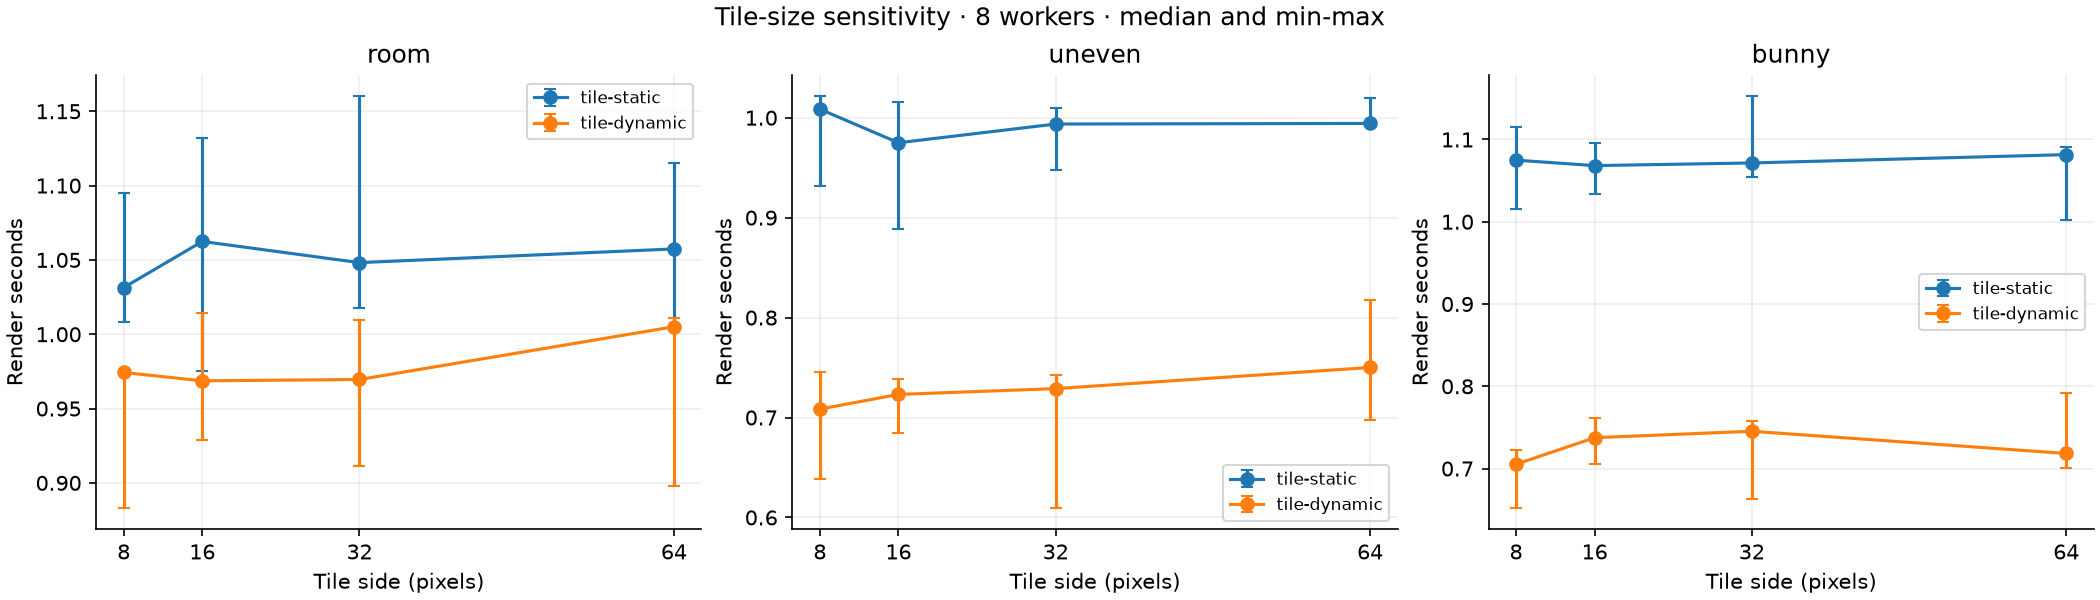 Tile-size sensitivity · 8 workers · median and min-max
room
Render seconds
1.15
1.10
1.05
1.00
0.95
0.90
8 16 32 64
Tile side (pixels)
tile-static
tile-dynamic
uneven
Render seconds
1.0
0.9
0.8
0.7
0.6
8 16 32 64
Tile side (pixels)
tile-static
tile-dynamic
bunny
Render seconds
1.1
1.0
0.9
0.8
0.7
8 16 32 64
Tile side (pixels)
tile-static
tile-dynamic